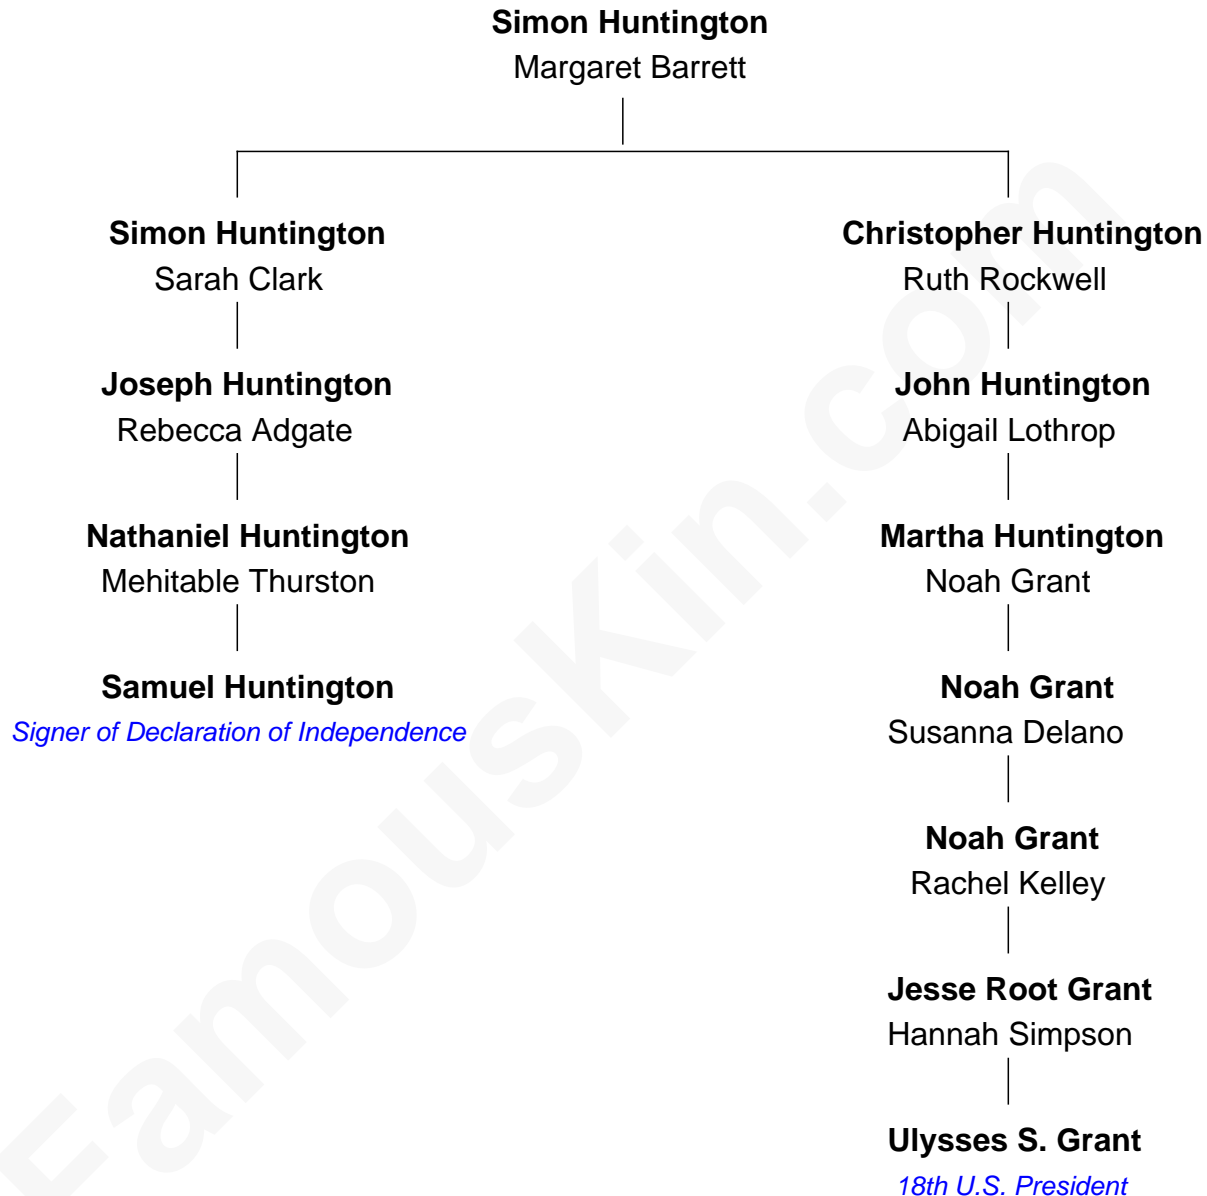 Simon Huntington
Margaret Barrett
Simon Huntington
Sarah Clark
Joseph Huntington
Rebecca Adgate
Nathaniel Huntington
Mehitable Thurston
Samuel Huntington
Signer of Declaration of Independence
Christopher Huntington
Ruth Rockwell
John Huntington
Abigail Lothrop
Martha Huntington
Noah Grant
Noah Grant
Susanna Delano
Noah Grant
Rachel Kelley
Jesse Root Grant
Hannah Simpson
Ulysses S. Grant
18th U.S. President
FamousKin.com